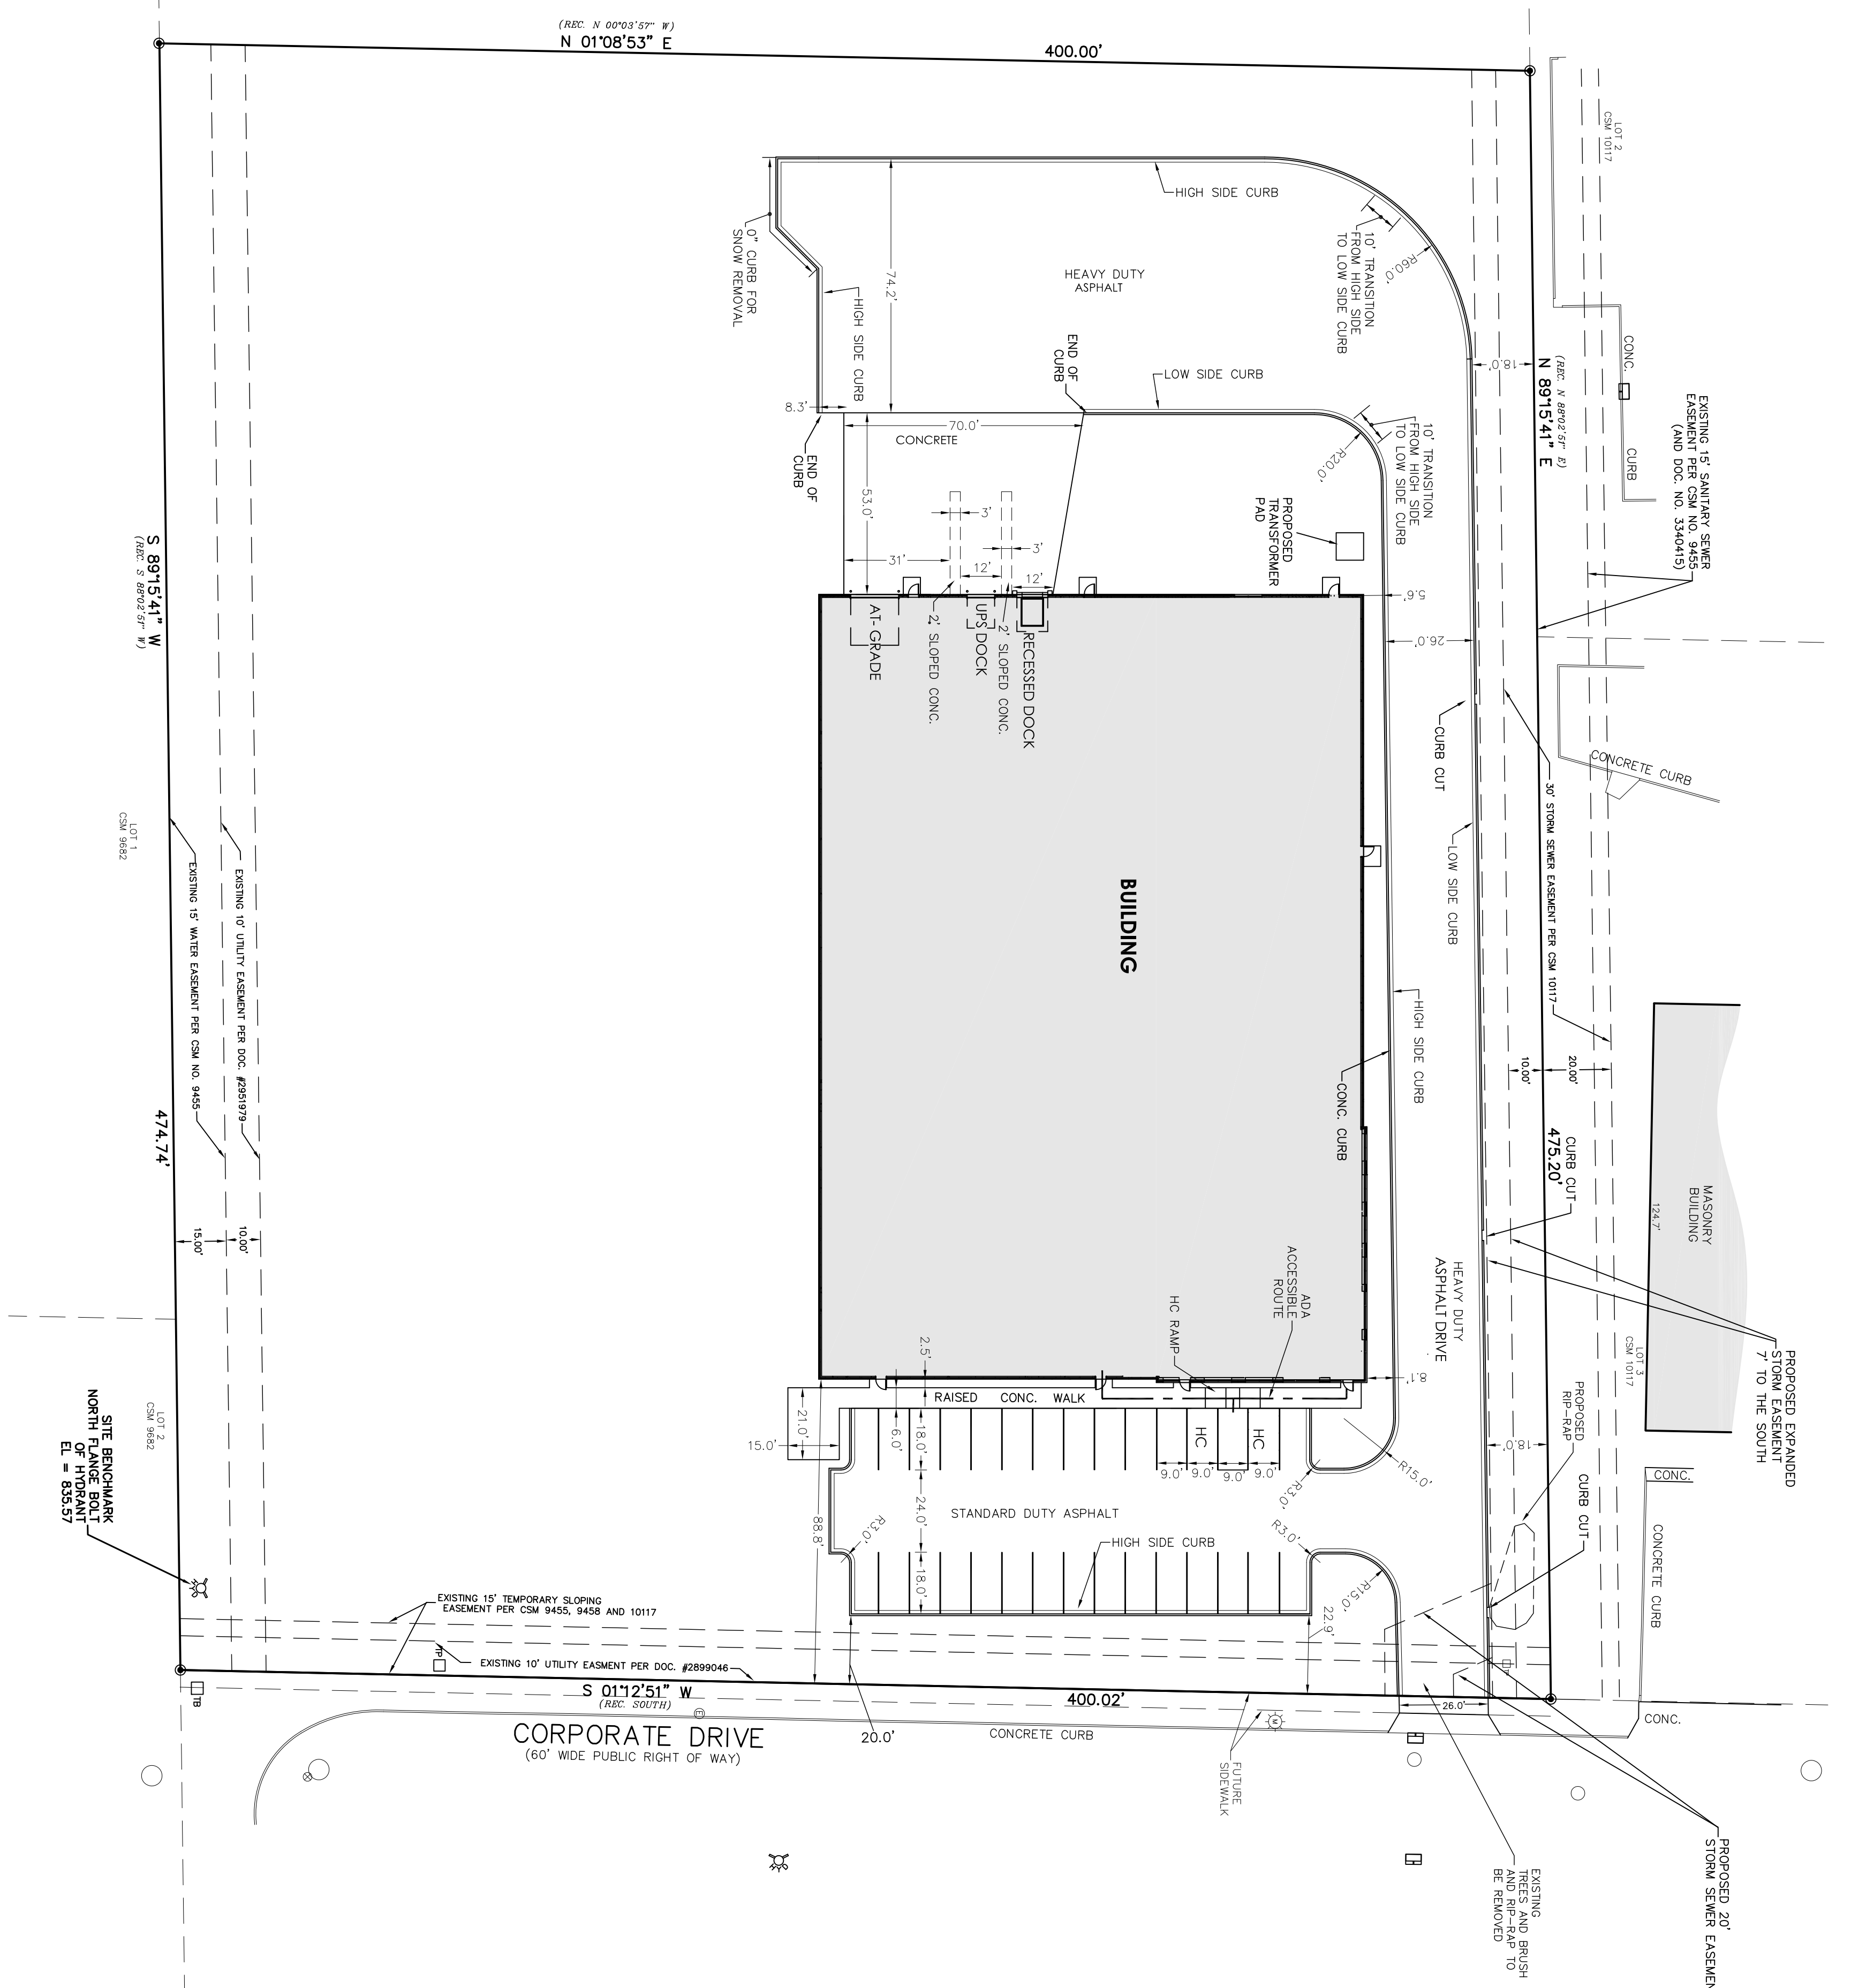 (REC. N 00°03'57" W)
N 01°08'53" E
400.00'
LOT 2
CSM 10117
EXISTING 15' SANITARY SEWER
EASEMENT PER CSM NO. 9455
(AND DOC. NO. 3340415)
CONC.
CURB
(REC. N 88°02'51" E)
N 89°15'41" E
18.0'
HIGH SIDE CURB
10' TRANSITION
FROM HIGH SIDE
TO LOW SIDE CURB
R60.0'
0" CURB FOR
SNOW REMOVAL
74.2'
HEAVY DUTY
ASPHALT
HIGH SIDE CURB
END OF
CURB
LOW SIDE CURB
10' TRANSITION
FROM HIGH SIDE
TO LOW SIDE CURB
R20.0'
8.3'
70.0'
CONCRETE
END OF
CURB
53.0'
3'
3'
31'
12'
12'
PROPOSED
TRANSFORMER
PAD
5.6'
26.0'
AT- GRADE
2' SLOPED CONC.
UPS DOCK
2' SLOPED CONC.
RECESSED DOCK
S 89°15'41" W
(REC. S 88°02'51" W)
CURB CUT
CONCRETE CURB
30' STORM SEWER EASEMENT PER CSM 10117
LOW SIDE CURB
LOT 1
CSM 9682
EXISTING 15' WATER EASEMENT PER CSM NO. 9455
EXISTING 10' UTILITY EASEMENT PER DOC. #2951979
BUILDING
HIGH SIDE CURB
CONC. CURB
10.00'
20.00'
475.20'
CURB CUT
MASONRY
BUILDING
124.7'
474.74'
15.00'
10.00'
ADA
ACCESSIBLE
ROUTE
HC RAMP
HEAVY DUTY
ASPHALT DRIVE
LOT 3
CSM 10117
PROPOSED EXPANDED
STORM EASEMENT
7' TO THE SOUTH
2.5'
8.1'
RAISED CONC. WALK
PROPOSED
RIP-RAP
LOT 2
CSM 9682
SITE BENCHMARK
NORTH FLANGE BOLT
OF HYDRANT
EL = 835.57
21.0'
15.0'
6.0'
18.0'
HC
HC
9.0'
9.0'
9.0'
9.0'
R3.0'
R15.0'
18.0'
CURB CUT
CONC.
CONCRETE CURB
24.0'
STANDARD DUTY ASPHALT
88.8'
R3.0'
R3.0'
HIGH SIDE CURB
18.0'
R15.0'
22.9'
EXISTING 15' TEMPORARY SLOPING
EASEMENT PER CSM 9455, 9458 AND 10117
TP
EXISTING 10' UTILITY EASMENT PER DOC. #2899046
TB
S 01°12'51" W
(REC. SOUTH)
400.02'
26.0'
E
M
CORPORATE DRIVE
(60' WIDE PUBLIC RIGHT OF WAY)
20.0'
CONCRETE CURB
CONC.
FUTURE
SIDEWALK
EXISTING
TREES AND BRUSH
AND RIP-RAP TO
BE REMOVED
PROPOSED 20'
STORM SEWER